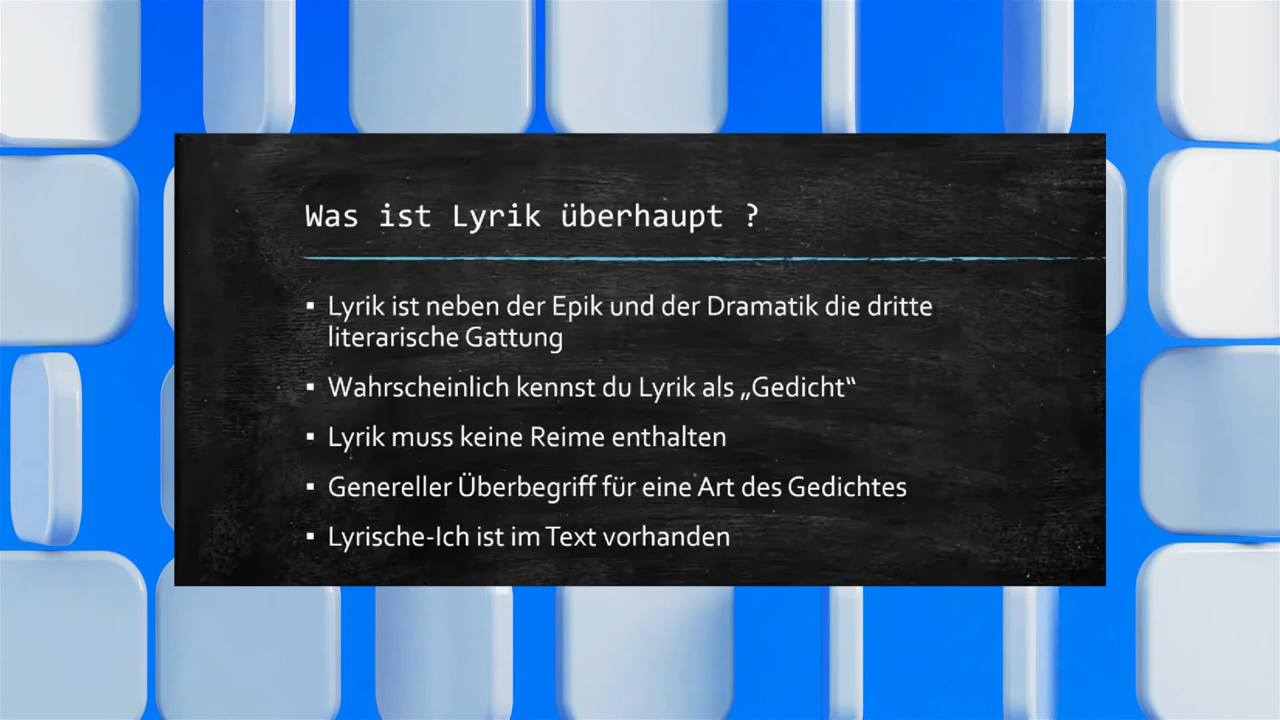 Was ist Lyrik überhaupt ?
▪ Lyrik ist neben der Epik und der Dramatik die dritte
literarische Gattung
▪ Wahrscheinlich kennst du Lyrik als „Gedicht“
▪ Lyrik muss keine Reime enthalten
▪ Genereller Überbegriff für eine Art des Gedichtes
▪ Lyrische-Ich ist im Text vorhanden